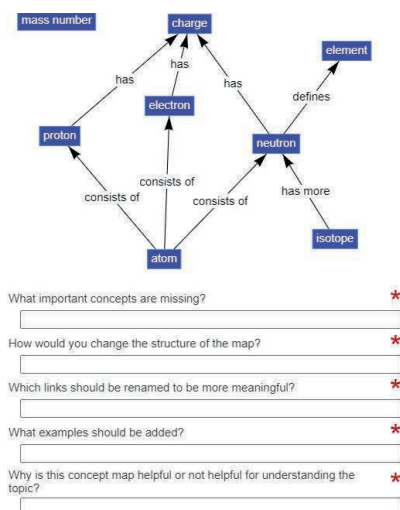 mass number
charge
element
has
has
has
defines
electron
proton
neutron
consists of
consists of
consists of
has more
isotope
atom
What important concepts are missing? *
How would you change the structure of the map? *
Which links should be renamed to be more meaningful? *
What examples should be added? *
Why is this concept map helpful or not helpful for understanding the *
topic?